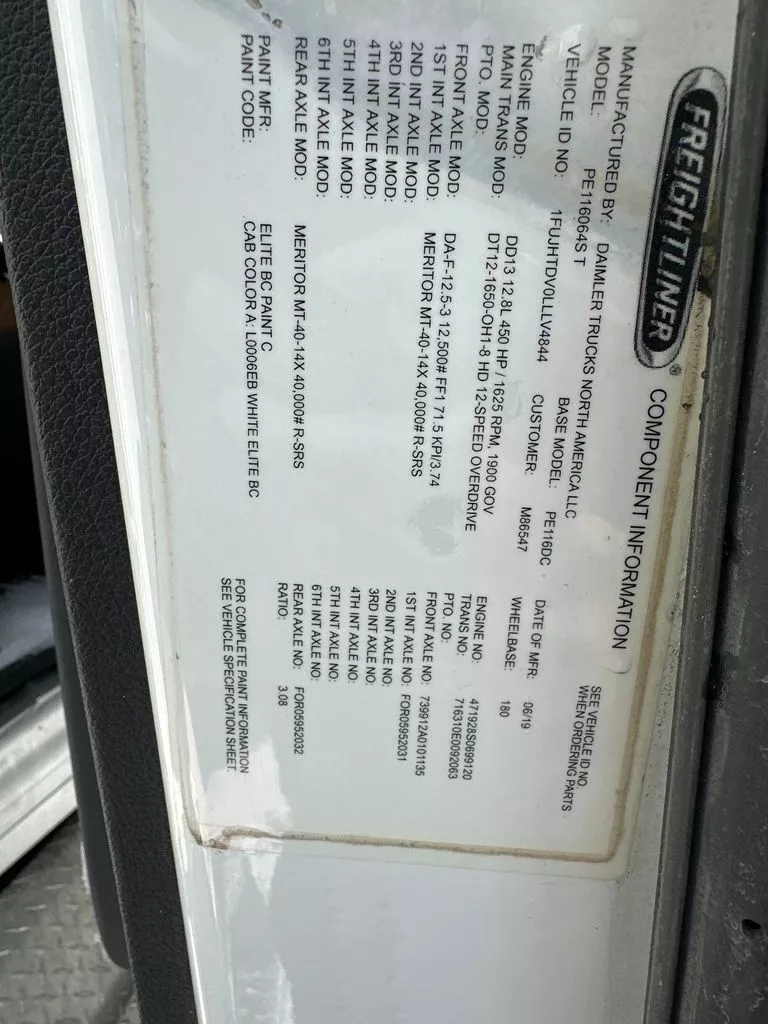 FREIGHTLINER® COMPONENT INFORMATION
MANUFACTURED BY: DAIMLER TRUCKS NORTH AMERICA LLC
SEE VEHICLE ID NO
WHEN ORDERING PARTS
MODEL: PE116064S T BASE MODEL: PE116DC DATE OF MFR: 06/19
VEHICLE ID NO: 1FUJHTDV0LLLV4844 CUSTOMER: M86547 WHEELBASE: 180
ENGINE MOD: DD13 12.8L 450 HP / 1625 RPM, 1900 GOV ENGINE NO: 471928S0699120
MAIN TRANS MOD: DT12-1650-OH1-8 HD 12-SPEED OVERDRIVE TRANS NO: 716310E0092063
PTO. MOD: PTO. NO:
FRONT AXLE MOD: DA-F-12.5-3 12,500# FF1 71.5 KPI/3.74 FRONT AXLE NO: 739912A0101135
1ST INT AXLE MOD: MERITOR MT-40-14X 40,000# R-SRS 1ST INT AXLE NO: FOR05952031
2ND INT AXLE MOD: 2ND INT AXLE NO:
3RD INT AXLE MOD: 3RD INT AXLE NO:
4TH INT AXLE MOD: 4TH INT AXLE NO:
5TH INT AXLE MOD: 5TH INT AXLE NO:
6TH INT AXLE MOD: 6TH INT AXLE NO:
REAR AXLE MOD: MERITOR MT-40-14X 40,000# R-SRS REAR AXLE NO: FOR05952032
RATIO: 3.08
PAINT MFR: ELITE BC PAINT C
PAINT CODE: CAB COLOR A: L0006EB WHITE ELITE BC
FOR COMPLETE PAINT INFORMATION
SEE VEHICLE SPECIFICATION SHEET.